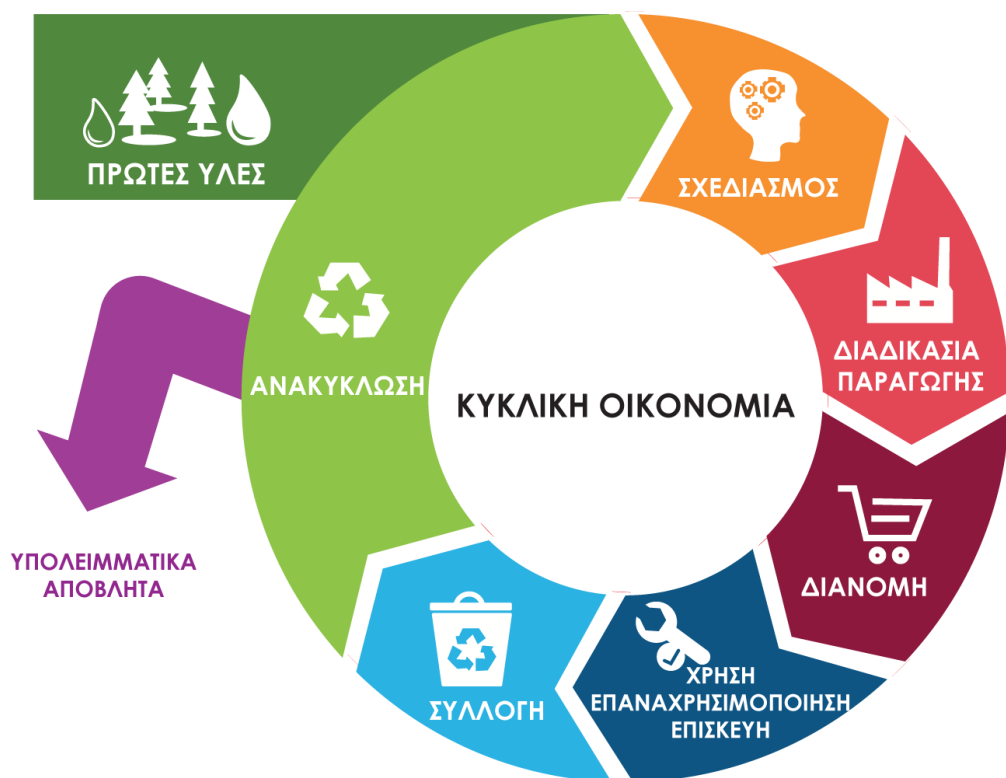 ΠΡΩΤΕΣ ΥΛΕΣ
ΣΧΕΔΙΑΣΜΟΣ
ΔΙΑΔΙΚΑΣΙΑ
ΠΑΡΑΓΩΓΗΣ
ΔΙΑΝΟΜΗ
ΧΡΗΣΗ
ΕΠΑΝΑΧΡΗΣΙΜΟΠΟΙΗΣΗ
ΕΠΙΣΚΕΥΗ
ΣΥΛΛΟΓΗ
ΑΝΑΚΥΚΛΩΣΗ
ΚΥΚΛΙΚΗ ΟΙΚΟΝΟΜΙΑ
ΥΠΟΛΕΙΜΜΑΤΙΚΑ
ΑΠΟΒΛΗΤΑ